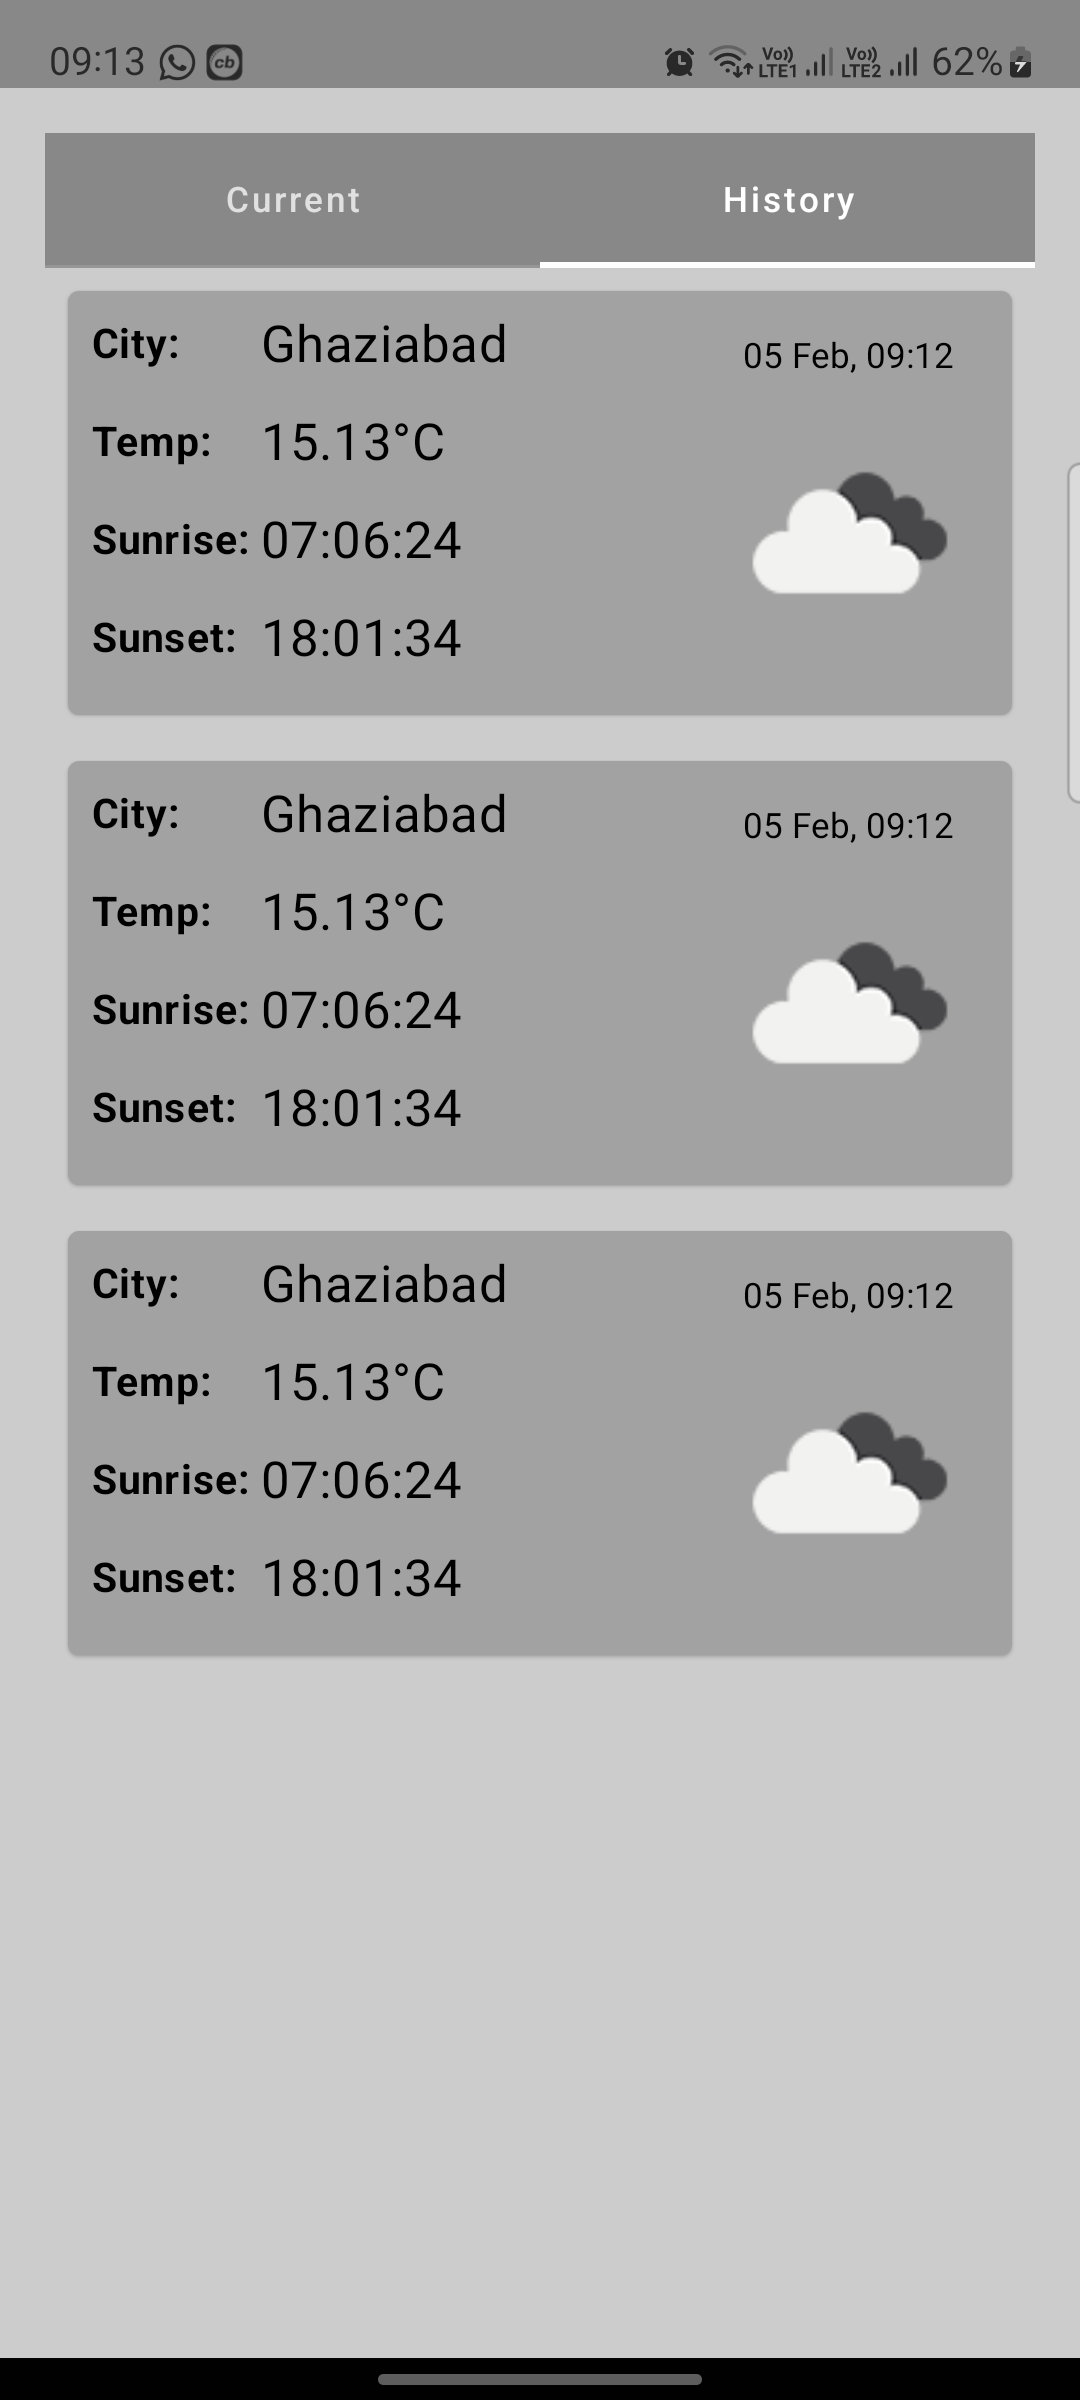 09:13 cb Vo)) LTE1 Vo)) LTE2 62%
Current History
City: Ghaziabad 05 Feb, 09:12
Temp: 15.13°C
Sunrise: 07:06:24
Sunset: 18:01:34
City: Ghaziabad 05 Feb, 09:12
Temp: 15.13°C
Sunrise: 07:06:24
Sunset: 18:01:34
City: Ghaziabad 05 Feb, 09:12
Temp: 15.13°C
Sunrise: 07:06:24
Sunset: 18:01:34